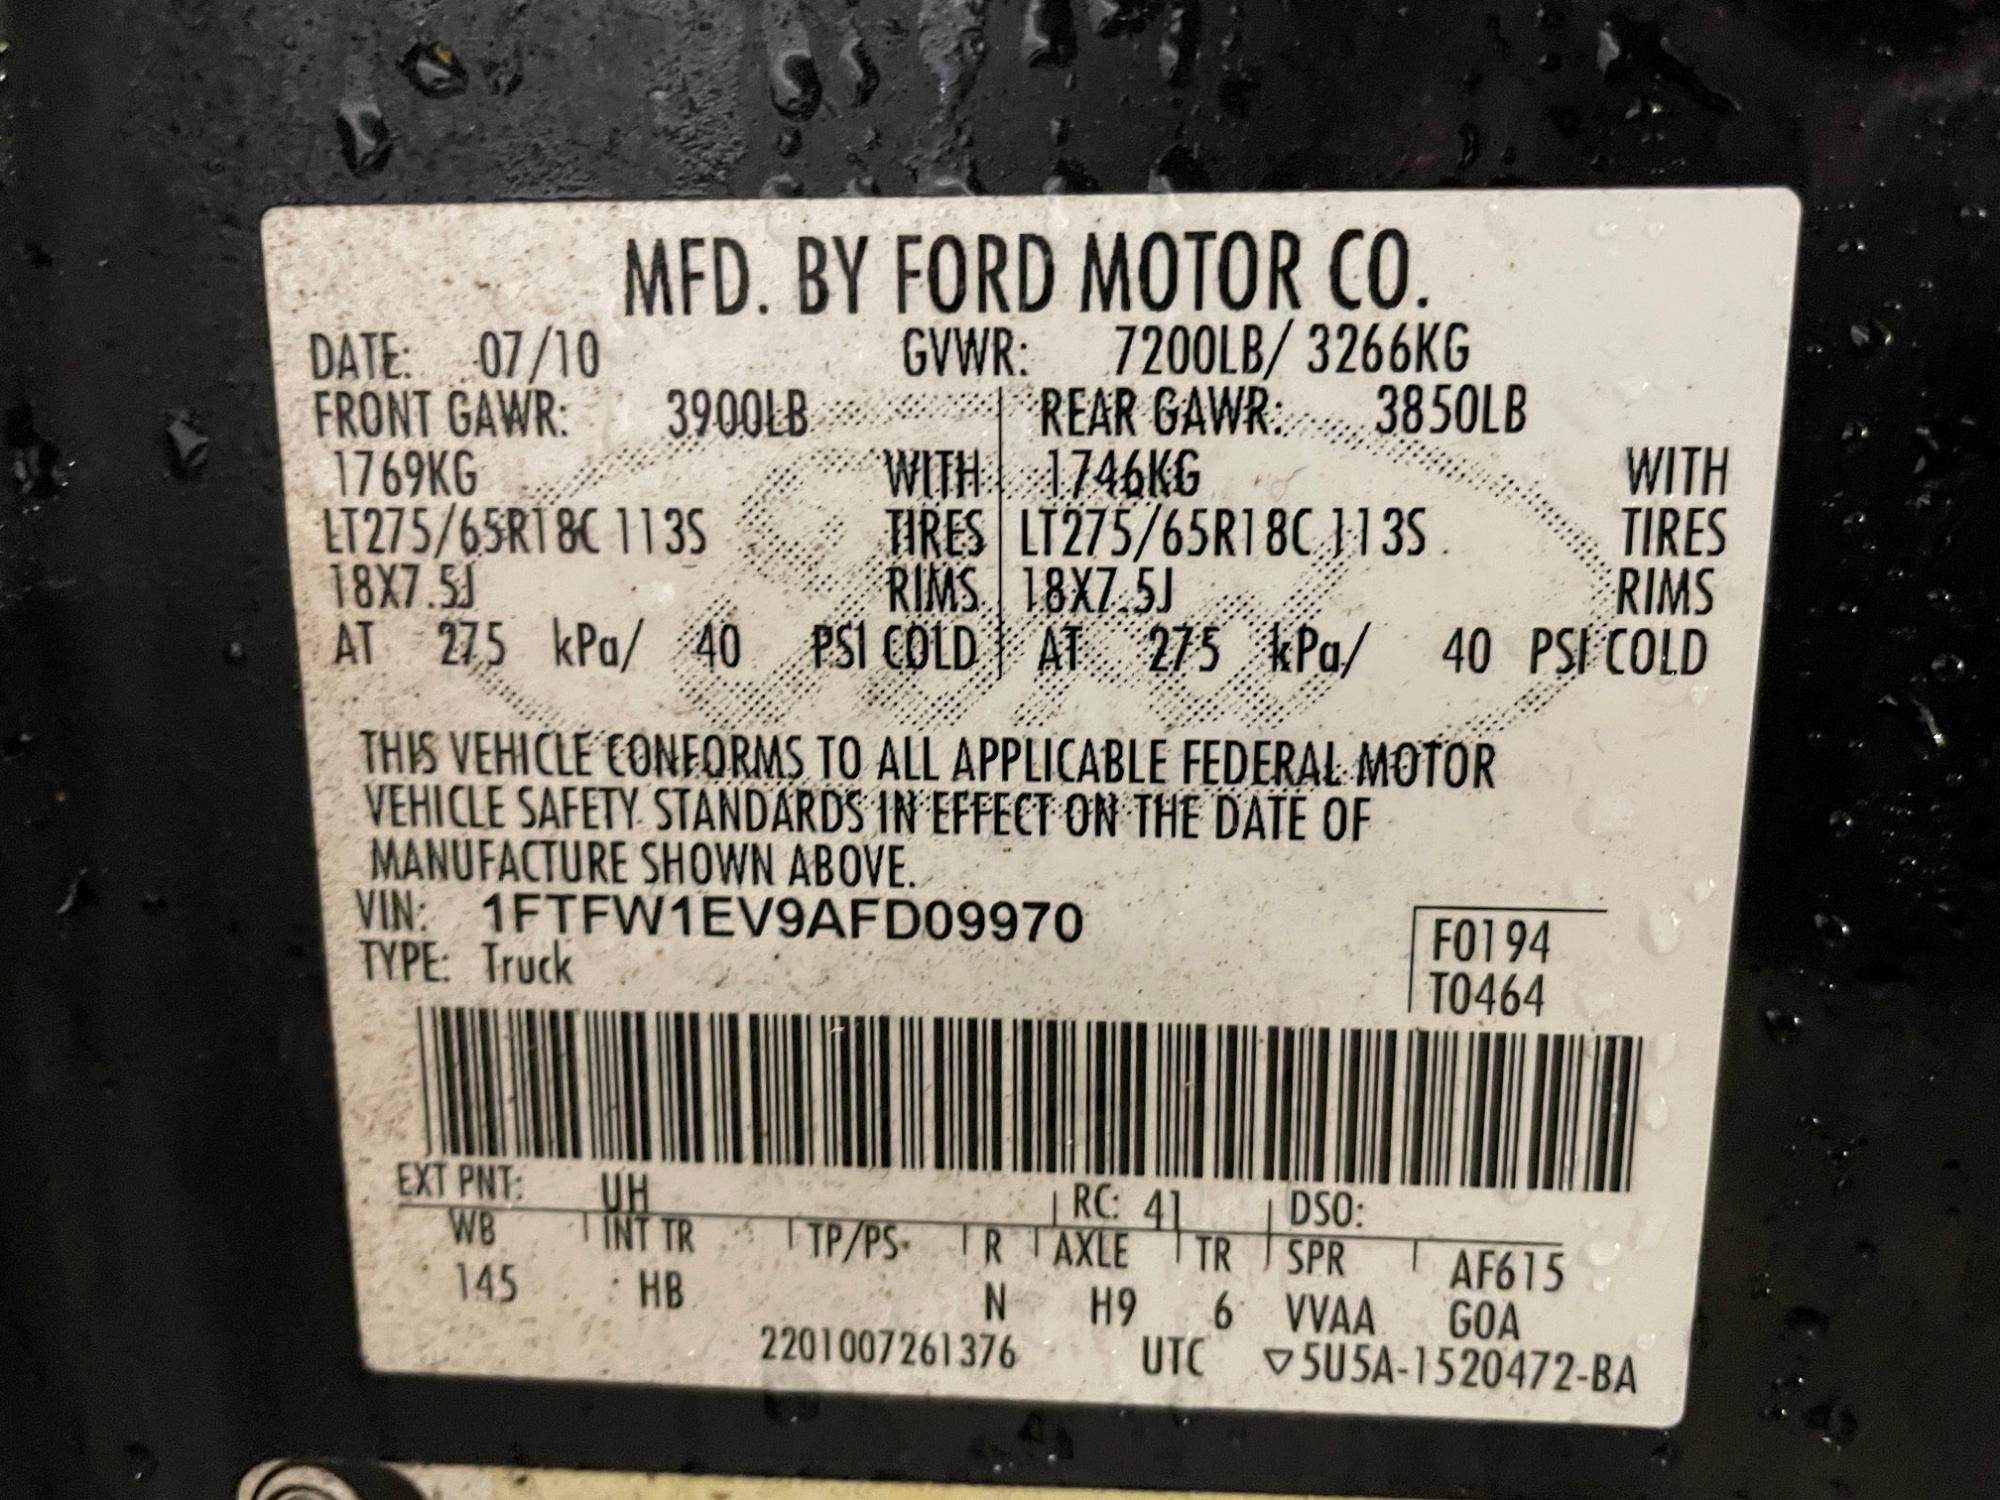 MFD. BY FORD MOTOR CO.
DATE: 07/10 GVWR: 7200LB/ 3266KG
FRONT GAWR: 3900LB REAR GAWR: 3850LB
1769KG WITH 1746KG WITH
LT275/65R18C 113S TIRES LT275/65R18C 113S TIRES
18X7.5J RIMS 18X7.5J RIMS
AT 275 kPa/ 40 PSI COLD AT 275 kPa/ 40 PSI COLD
THIS VEHICLE CONFORMS TO ALL APPLICABLE FEDERAL MOTOR
VEHICLE SAFETY STANDARDS IN EFFECT ON THE DATE OF
MANUFACTURE SHOWN ABOVE.
VIN: 1FTFW1EV9AFD09970
TYPE: Truck
F0194
T0464
EXT PNT: UH RC: 41 DSO:
WB INT TR TP/PS R AXLE TR SPR AF615
145 HB N H9 6 VVAA GOA
2201007261376 UTC ▽5U5A-1520472-BA